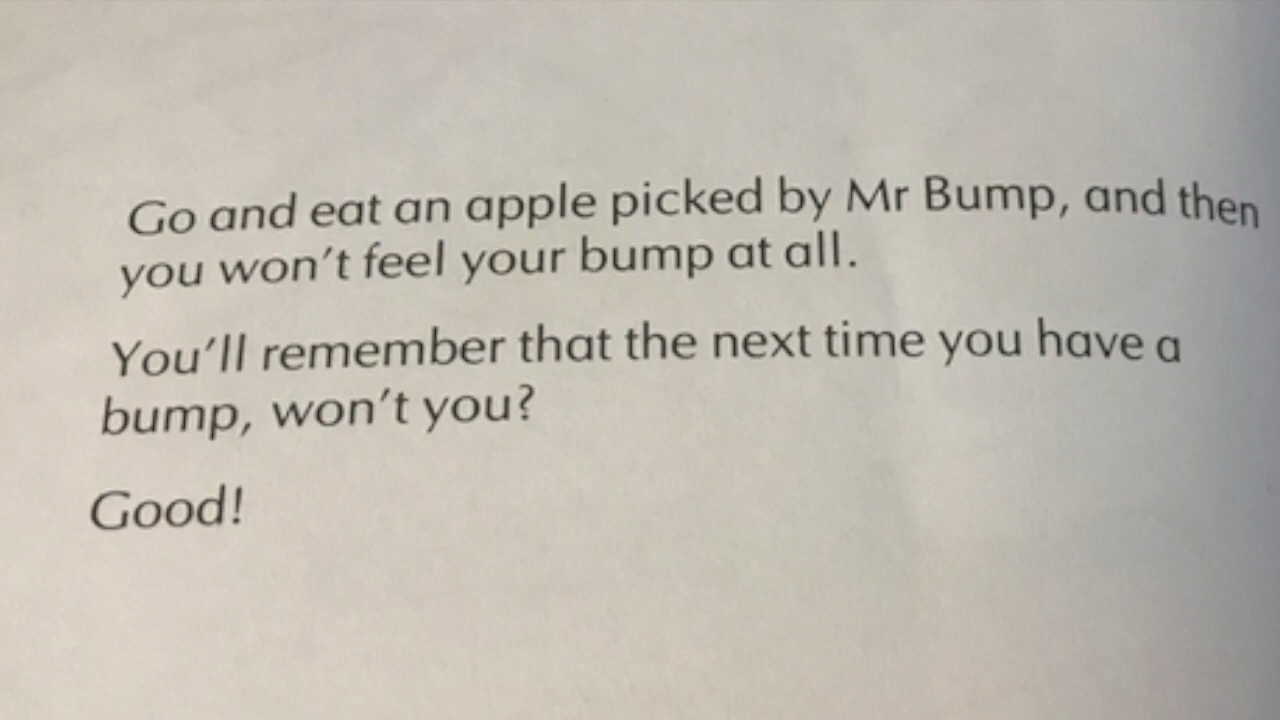 Go and eat an apple picked by Mr Bump, and then
you won't feel your bump at all.
You'll remember that the next time you have a
bump, won't you?
Good!